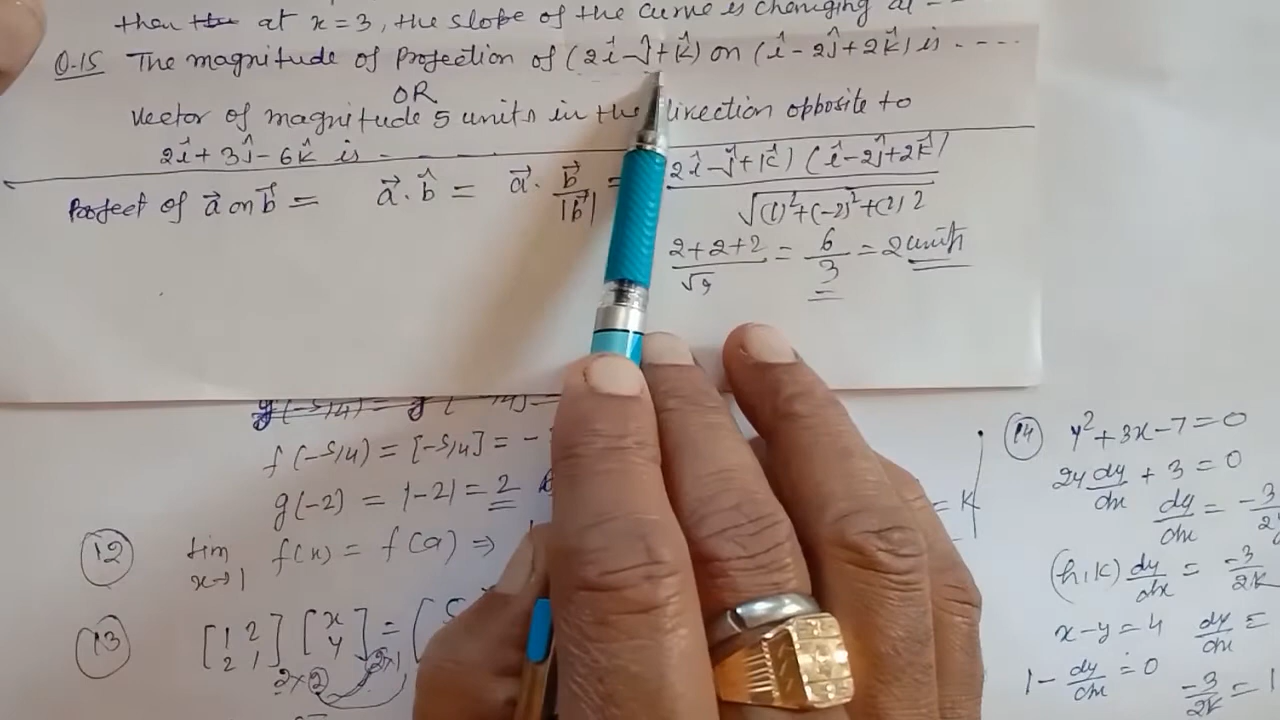 then at x=3, the slope of the curve is changing at - -
Q.15 The magnitude of Projection of (2î-ĵ+k̂) on (î-2ĵ+2k̂) is - - - -
OR
Vector of magnitude 5 units in the direction opposite to
2î+3ĵ-6k̂ is - - -
Project of a⃗ on b⃗ = a⃗. b̂ = a⃗. b⃗/|b⃗| = 2î-ĵ+k̂) (î-2ĵ+2k̂)/√(1)²+(-2)²+(2)2
2+2+2/√9 = 6/3 = 2 units
f(-5/4) = [-5/4] = -
g(-2) = |-2| = 2
= K
(12) lim x→1 f(x) = f(a) ⇒
(13) [1 2 2 1] [x y] = [5
2×2 2×1
(14) y²+3x-7=0
2y dy/dx + 3 = 0
dy/dx = -3/2
(h,k) dy/dx = -3/2k
x-y=4 dy/dx =
1 - dy/dx = 0
-3/2k = 1